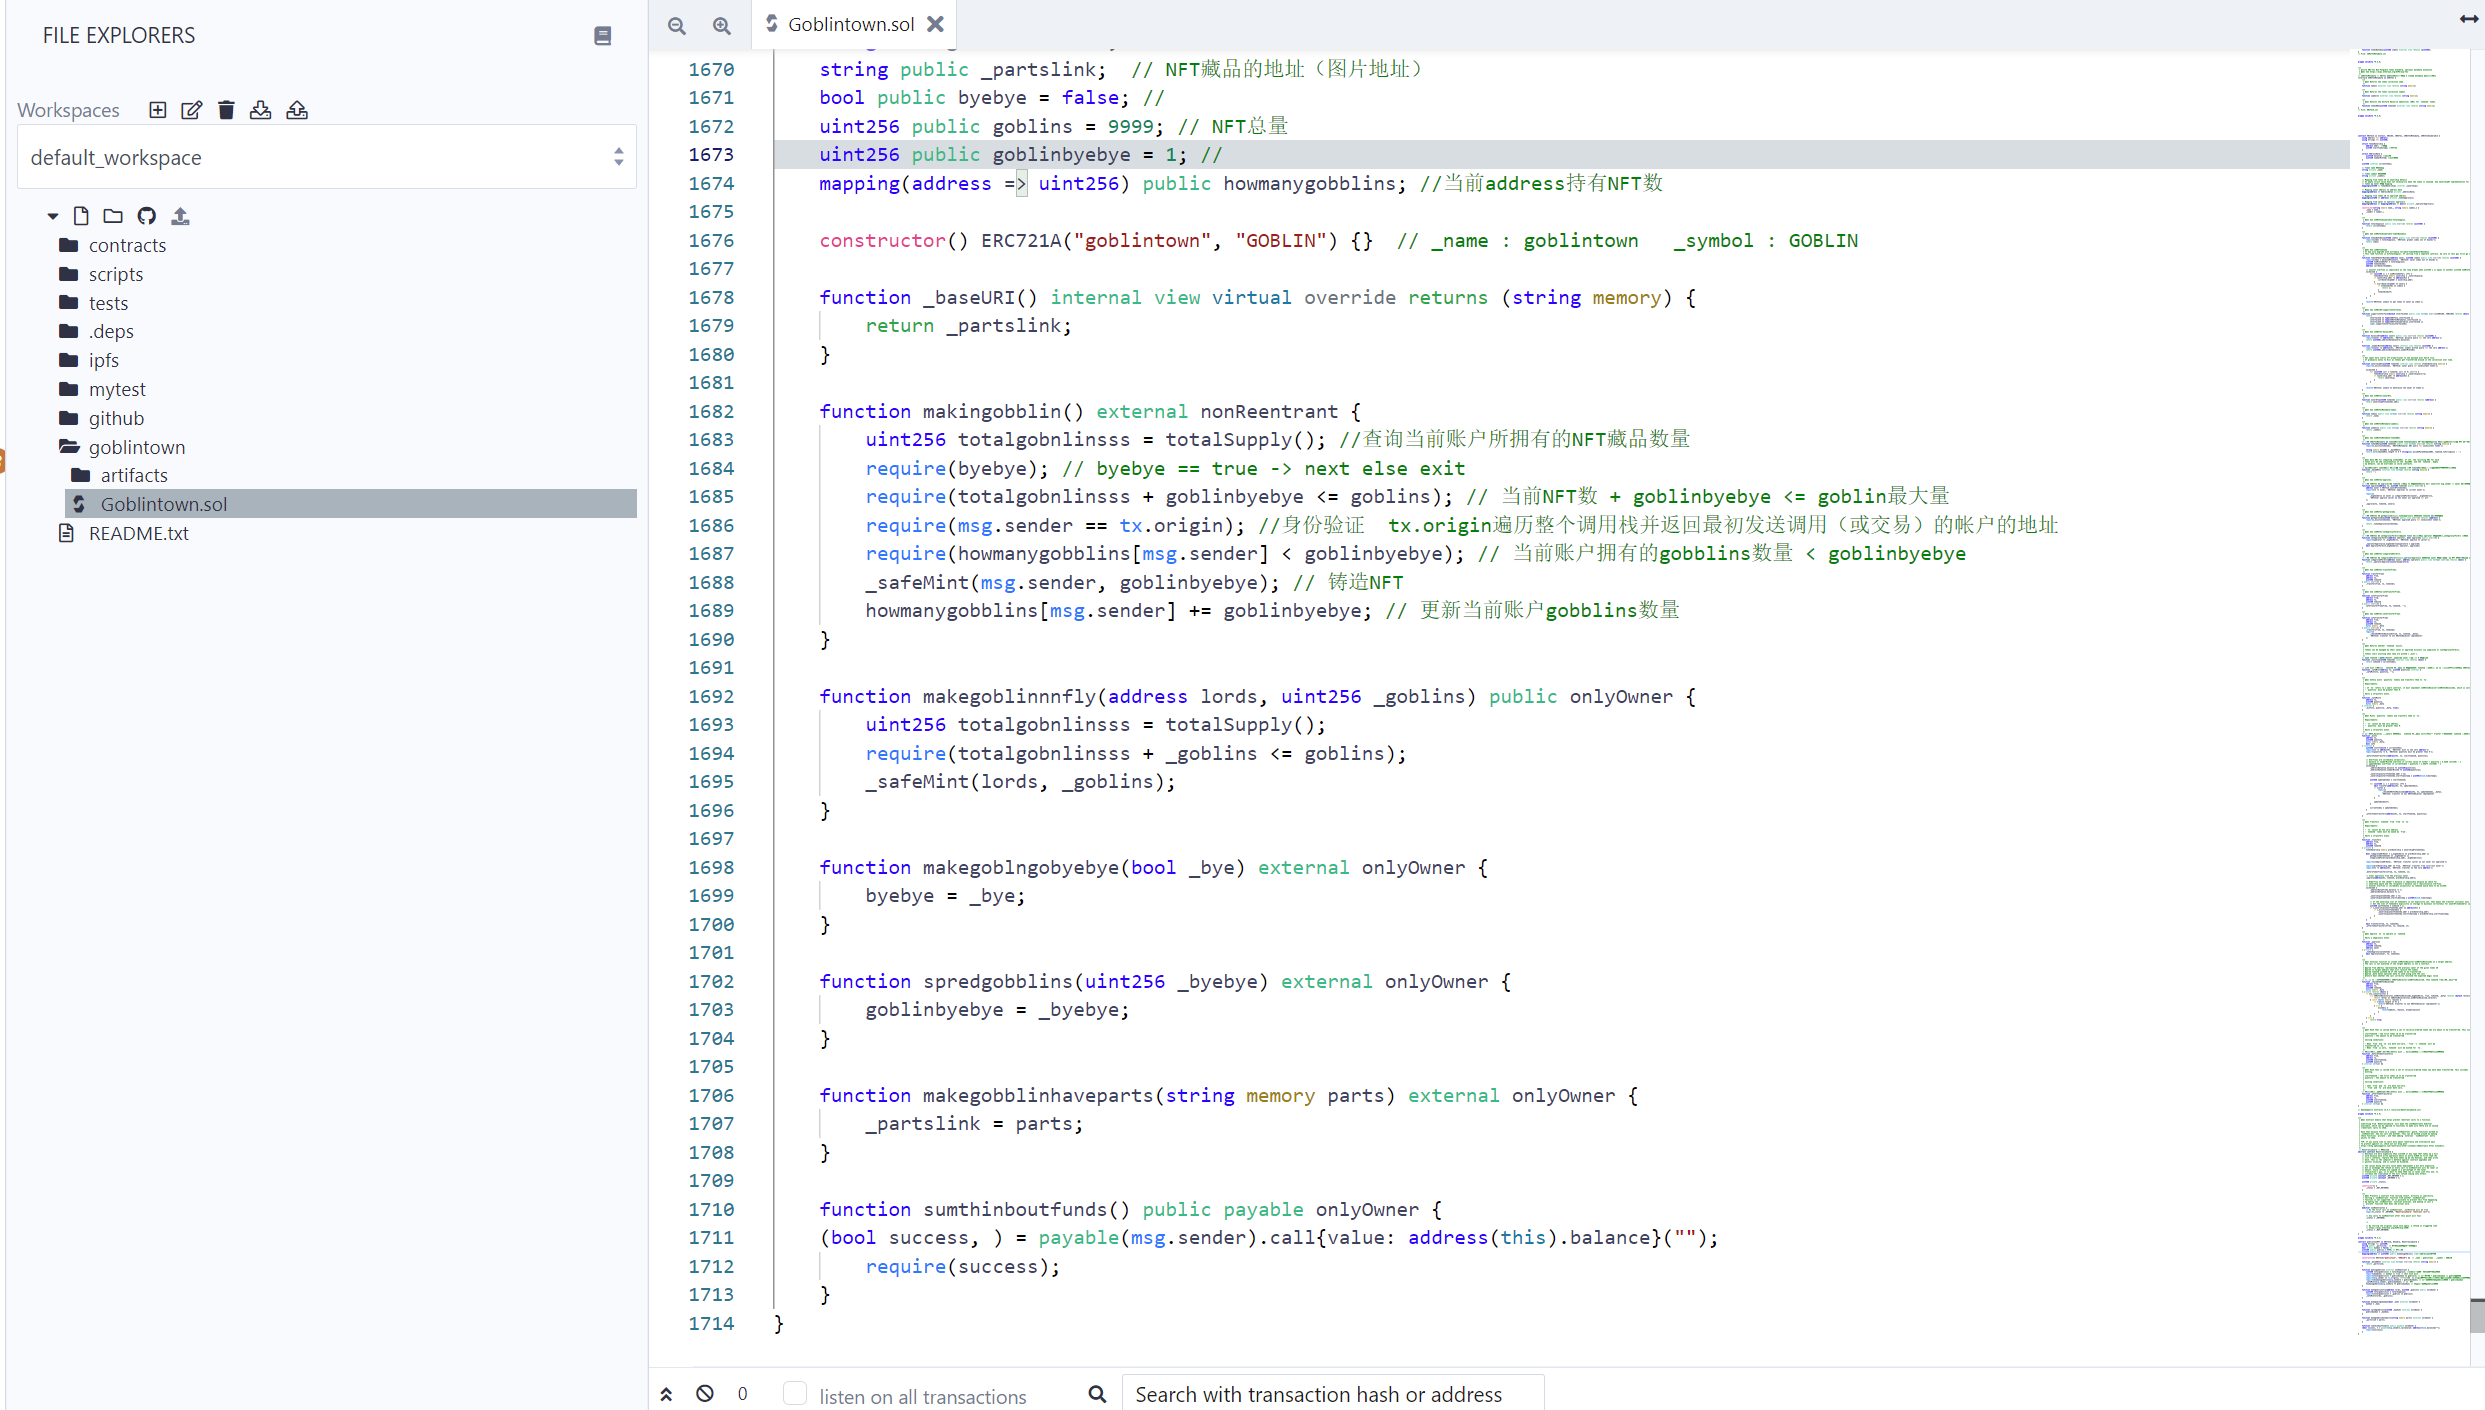 FILE EXPLORERS
Workspaces
default_workspace
contracts
scripts
tests
.deps
ipfs
mytest
github
goblintown
artifacts
Goblintown.sol
README.txt
Goblintown.sol
1670 string public _partslink;  // NFT藏品的地址（图片地址）
1671 bool public byebye = false; //
1672 uint256 public goblins = 9999; // NFT总量
1673 uint256 public goblinbyebye = 1; //
1674 mapping(address => uint256) public howmanygobblins; //当前address持有NFT数
1675
1676 constructor() ERC721A("goblintown", "GOBLIN") {}  // _name : goblintown   _symbol : GOBLIN
1677
1678 function _baseURI() internal view virtual override returns (string memory) {
1679 return _partslink;
1680 }
1681
1682 function makingobblin() external nonReentrant {
1683 uint256 totalgobnlinsss = totalSupply(); //查询当前账户所拥有的NFT藏品数量
1684 require(byebye); // byebye == true -> next else exit
1685 require(totalgobnlinsss + goblinbyebye <= goblins); // 当前NFT数 + goblinbyebye <= goblin最大量
1686 require(msg.sender == tx.origin); //身份验证  tx.origin遍历整个调用栈并返回最初发送调用（或交易）的帐户的地址
1687 require(howmanygobblins[msg.sender] < goblinbyebye); // 当前账户拥有的gobblins数量 < goblinbyebye
1688 _safeMint(msg.sender, goblinbyebye); // 铸造NFT
1689 howmanygobblins[msg.sender] += goblinbyebye; // 更新当前账户gobblins数量
1690 }
1691
1692 function makegoblinnnfly(address lords, uint256 _goblins) public onlyOwner {
1693 uint256 totalgobnlinsss = totalSupply();
1694 require(totalgobnlinsss + _goblins <= goblins);
1695 _safeMint(lords, _goblins);
1696 }
1697
1698 function makegoblngobyebye(bool _bye) external onlyOwner {
1699 byebye = _bye;
1700 }
1701
1702 function spredgobblins(uint256 _byebye) external onlyOwner {
1703 goblinbyebye = _byebye;
1704 }
1705
1706 function makegobblinhaveparts(string memory parts) external onlyOwner {
1707 _partslink = parts;
1708 }
1709
1710 function sumthinboutfunds() public payable onlyOwner {
1711 (bool success, ) = payable(msg.sender).call{value: address(this).balance}("");
1712 require(success);
1713 }
1714 }
0 listen on all transactions Search with transaction hash or address